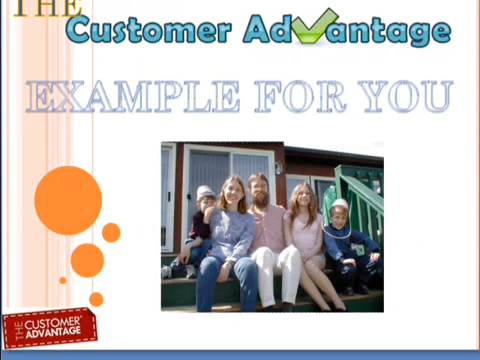 THE
Customer Advantage
EXAMPLE FOR YOU
THE CUSTOMER
ADVANTAGE